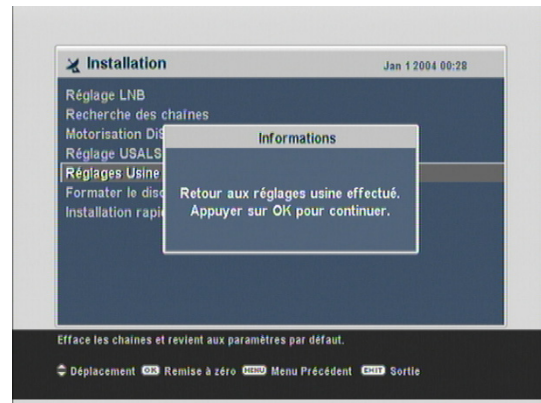 Installation
Jan 1 2004 00:28
Réglage LNB
Recherche des chaînes
Motorisation DiS
Réglage USALS
Réglages Usine
Formater le disq
Installation rapi
Informations
Retour aux réglages usine effectué.
Appuyer sur OK pour continuer.
Efface les chaines et revient aux paramètres par défaut.
Déplacement OK Remise à zéro MENU Menu Précédent EXIT Sortie